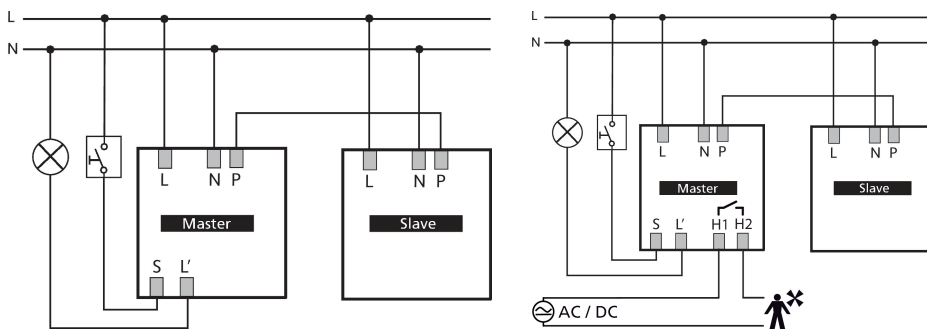 L
N
L N P
Master
S L'
L N P
Slave
L
N
L N P
Master
S L' H1 H2
L N P
Slave
AC / DC